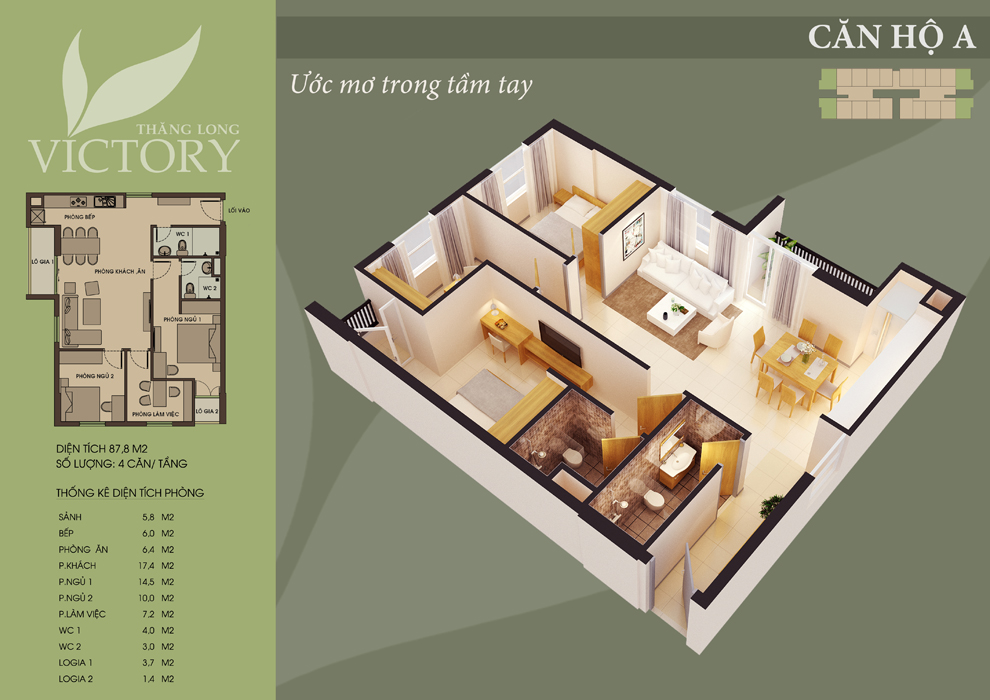 THĂNG LONG
VICTORY
PHÒNG BẾP
LỐI VÀO
WC 1
LÔ GIA 1
PHÒNG KHÁCH ,ĂN
WC 2
PHÒNG NGỦ 1
PHÒNG NGỦ 2
PHÒNG LÀM VIỆC
LÔ GIA 2
DIỆN TÍCH 87,8 M2
SỐ LƯỢNG: 4 CĂN/ TẦNG
THỐNG KÊ DIỆN TÍCH PHÒNG
SẢNH 5,8 M2
BẾP 6,0 M2
PHÒNG ĂN 6,4 M2
P.KHÁCH 17,4 M2
P.NGỦ 1 14,5 M2
P.NGỦ 2 10,0 M2
P.LÀM VIỆC 7,2 M2
WC 1 4,0 M2
WC 2 3,0 M2
LOGIA 1 3,7 M2
LOGIA 2 1,4 M2
CĂN HỘ A
Ước mơ trong tầm tay